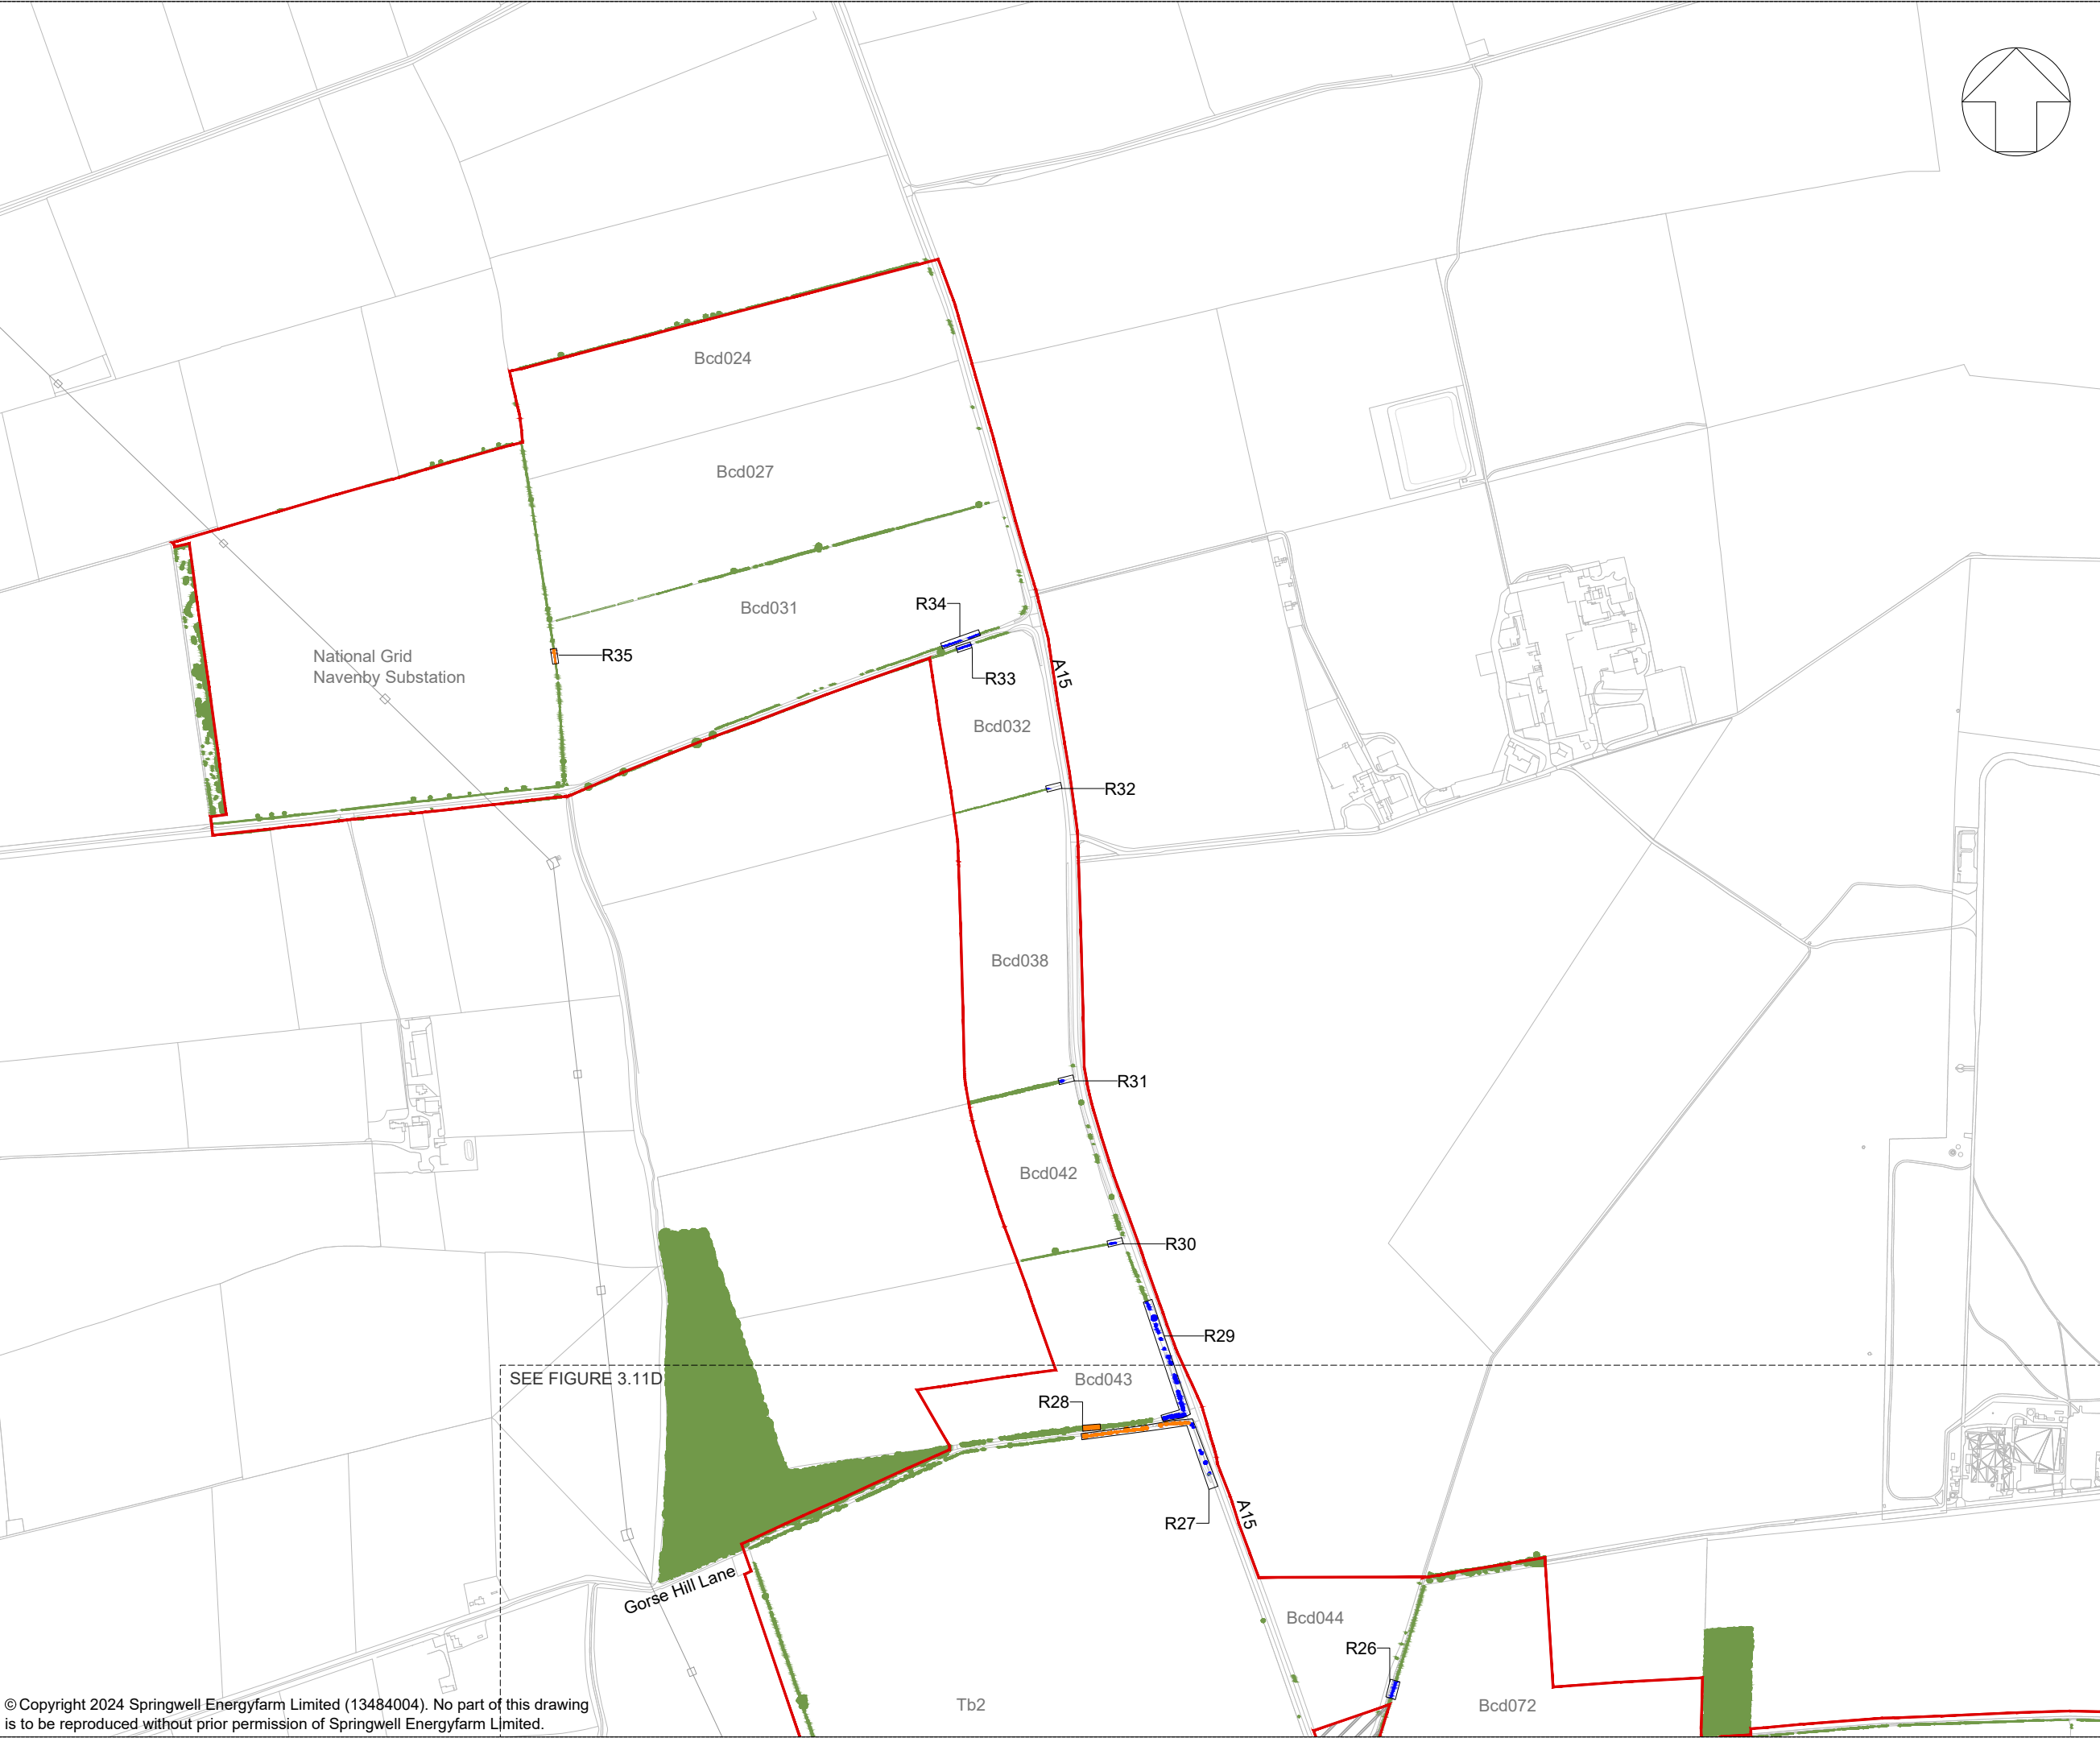 Bcd024
Bcd027
Bcd031
R34
R33
R35
National Grid
Navenby Substation
A15
Bcd032
R32
Bcd038
R31
Bcd042
R30
R29
SEE FIGURE 3.11D
Bcd043
R28
R27
A15
Gorse Hill Lane
Bcd044
R26
Tb2
Bcd072
© Copyright 2024 Springwell Energyfarm Limited (13484004). No part of this drawing
is to be reproduced without prior permission of Springwell Energyfarm Limited.